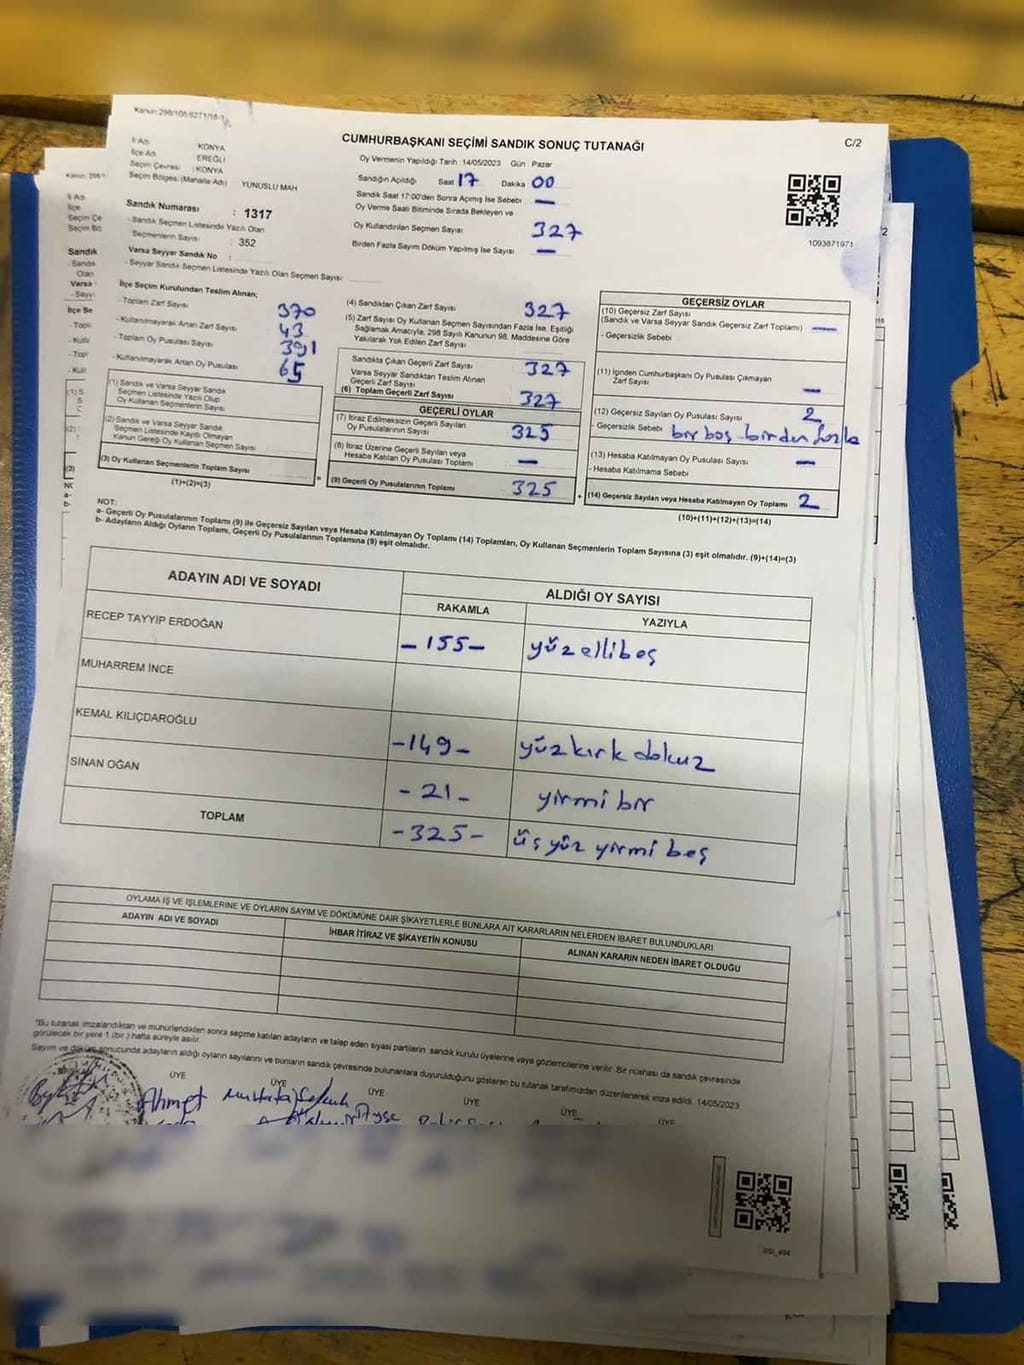 Kanun:298/105/6271/18-1
CUMHURBAŞKANI SEÇİMİ SANDIK SONUÇ TUTANAĞI
C/2
İl Adı KONYA
İlçe Adı EREĞLİ
Seçim Çevresi : KONYA
Seçim Bölgesi (Mahalle Adı) YUNUSLU MAH
Sandık Numarası : 1317
- Sandık Seçmen Listesinde Yazılı Olan
Seçmenlerin Sayısı : 352
Varsa Seyyar Sandık No :
- Seyyar Sandık Seçmen Listesinde Yazılı Olan Seçmen Sayısı
Oy Vermenin Yapıldığı Tarih : 14/05/2023 Gün : Pazar
Sandığın Açıldığı Saat 17 Dakika 00
Sandık Saat 17:00'den Sonra Açımış İse Sebebi —
Oy Verme Saati Bitiminde Sırada Bekleyen ve
Oy Kullandırılan Seçmen Sayısı 327
Birden Fazla Sayım Döküm Yapılmış İse Sayısı —
1093871971
İlçe Seçim Kurulundan Teslim Alınan;
- Toplam Zarf Sayısı 370
- Kullanılmayarak Artan Zarf Sayısı 43
- Toplam Oy Pusulası Sayısı 391
- Kullanılmayarak Artan Oy Pusulası 65
(1) Sandık ve Varsa Seyyar Sandık
Seçmen Listesinde Yazılı Olup
Oy Kullanan Seçmenlerin Sayısı
(2) Sandık ve Varsa Seyyar Sandık
Seçmen Listesinde Kayıtlı Olmayan
Kanun Gereği Oy Kullanan Seçmen Sayısı
(3) Oy Kullanan Seçmenlerin Toplam Sayısı
(1)+(2)=(3)
(4) Sandıktan Çıkan Zarf Sayısı 327
(5) Zarf Sayısı Oy Kullanan Seçmen Sayısından Fazla İse, Eşitliği
Sağlamak Amacıyla, 298 Sayılı Kanunun 98. Maddesine Göre
Yakılarak Yok Edilen Zarf Sayısı
Sandıkta Çıkan Geçerli Zarf Sayısı 327
Varsa Seyyar Sandıktan Teslim Alınan
Geçerli Zarf Sayısı
(6) Toplam Geçerli Zarf Sayısı 327
GEÇERLİ OYLAR
(7) İtiraz Edilmeksizin Geçerli Sayılan
Oy Pusulalarının Sayısı 325
(8) İtiraz Üzerine Geçerli Sayılan veya
Hesaba Katılan Oy Pusulası Toplamı —
(9) Geçerli Oy Pusulalarının Toplamı 325
GEÇERSİZ OYLAR
(10) Geçersiz Zarf Sayısı
(Sandık ve Varsa Seyyar Sandık Geçersiz Zarf Toplamı) —
- Geçersizlik Sebebi
(11) İçinden Cumhurbaşkanı Oy Pusulası Çıkmayan
Zarf Sayısı —
(12) Geçersiz Sayılan Oy Pusulası Sayısı 2
- Geçersizlik Sebebi bir boş birden fazla
(13) Hesaba Katılmayan Oy Pusulası Sayısı —
- Hesaba Katılmama Sebebi
(14) Geçersiz Sayılan veya Hesaba Katılmayan Oy Toplamı 2
(10)+(11)+(12)+(13)=(14)
NOT:
a- Geçerli Oy Pusulalarının Toplamı (9) ile Geçersiz Sayılan veya Hesaba Katılmayan Oy Toplamı (14) Toplamları, Oy Kullanan Seçmenlerin Toplam Sayısına (3) eşit olmalıdır. (9)+(14)=(3)
b- Adayların Aldığı Oyların Toplamı, Geçerli Oy Pusulalarının Toplamına (9) eşit olmalıdır.
ADAYIN ADI VE SOYADI ALDIĞI OY SAYISI
RAKAMLA YAZIYLA
RECEP TAYYİP ERDOĞAN -155- yüz ellibeş
MUHARREM İNCE
KEMAL KILIÇDAROĞLU -149- yüzkırk dokuz
SİNAN OĞAN -21- yirmi bir
TOPLAM -325- üç yüz yirmi beş
OYLAMA İŞ VE İŞLEMLERİNE VE OYLARIN SAYIM VE DÖKÜMÜNE DAİR ŞİKAYETLERLE BUNLARA AİT KARARLARIN NELERDEN İBARET BULUNDUKLARI
ADAYIN ADI VE SOYADI İHBAR İTİRAZ VE ŞİKAYETİN KONUSU ALINAN KARARIN NEDEN İBARET OLDUĞU
"Bu tutanak imzalandıktan ve mühürlendikten sonra seçime katılan adayların ve talep eden siyasi partilerin sandık kurulu üyelerine veya gözlemcilerine verilir. Bir nüshası da sandık çevresinde
görülecek bir yere 1 (bir) hafta süreyle asılır.
Sayım ve döküm sonucunda adayların aldığı oyların sayılarını ve bunların sandık çevresinde bulunanlara duyurulduğunu gösteren bu tutanak tarafımızdan düzenlenerek imza edildi. 14/05/2023
ÜYE ÜYE ÜYE ÜYE ÜYE ÜYE
Ahmet Mustafa Ayşe